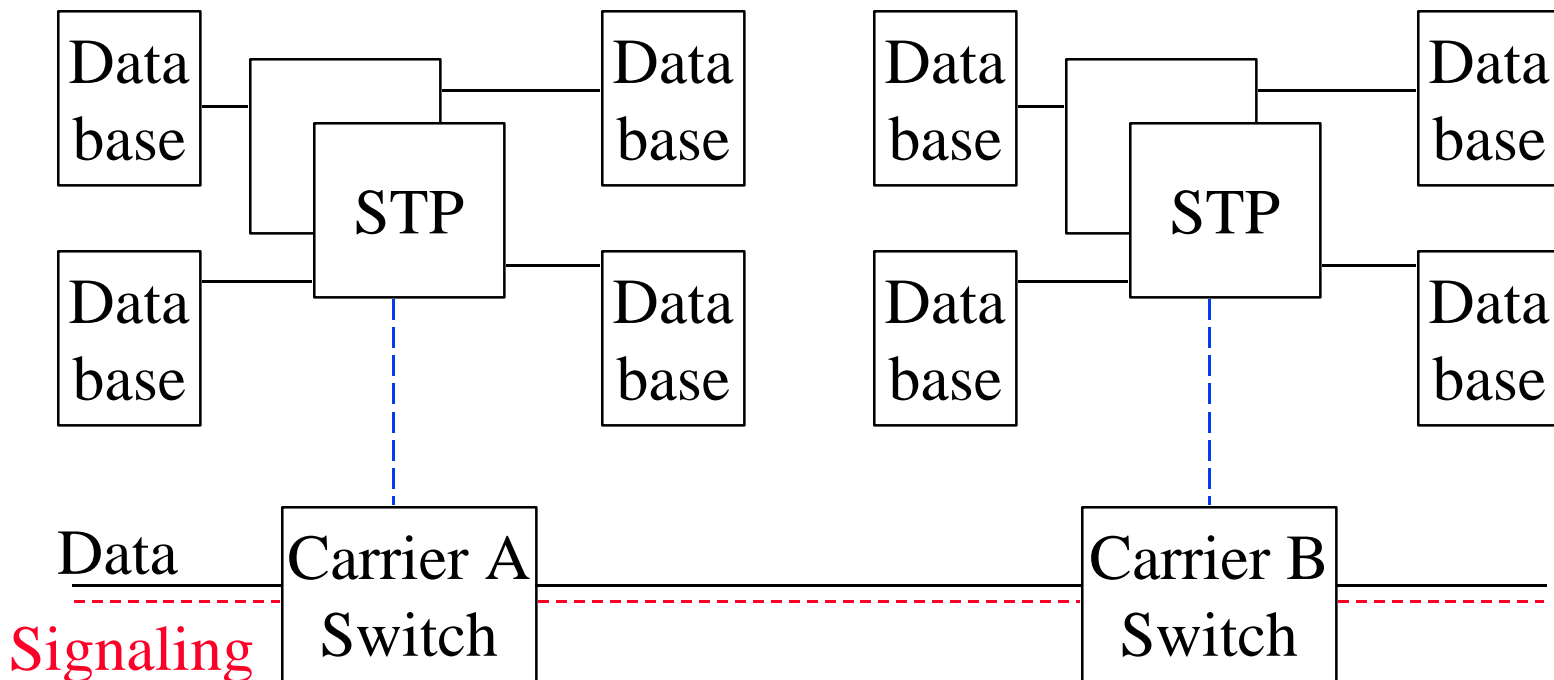 Data
base
Data
base
Data
base
Data
base
STP
STP
Data
base
Data
base
Data
base
Data
base
Data
Carrier A
Switch
Carrier B
Switch
Signaling